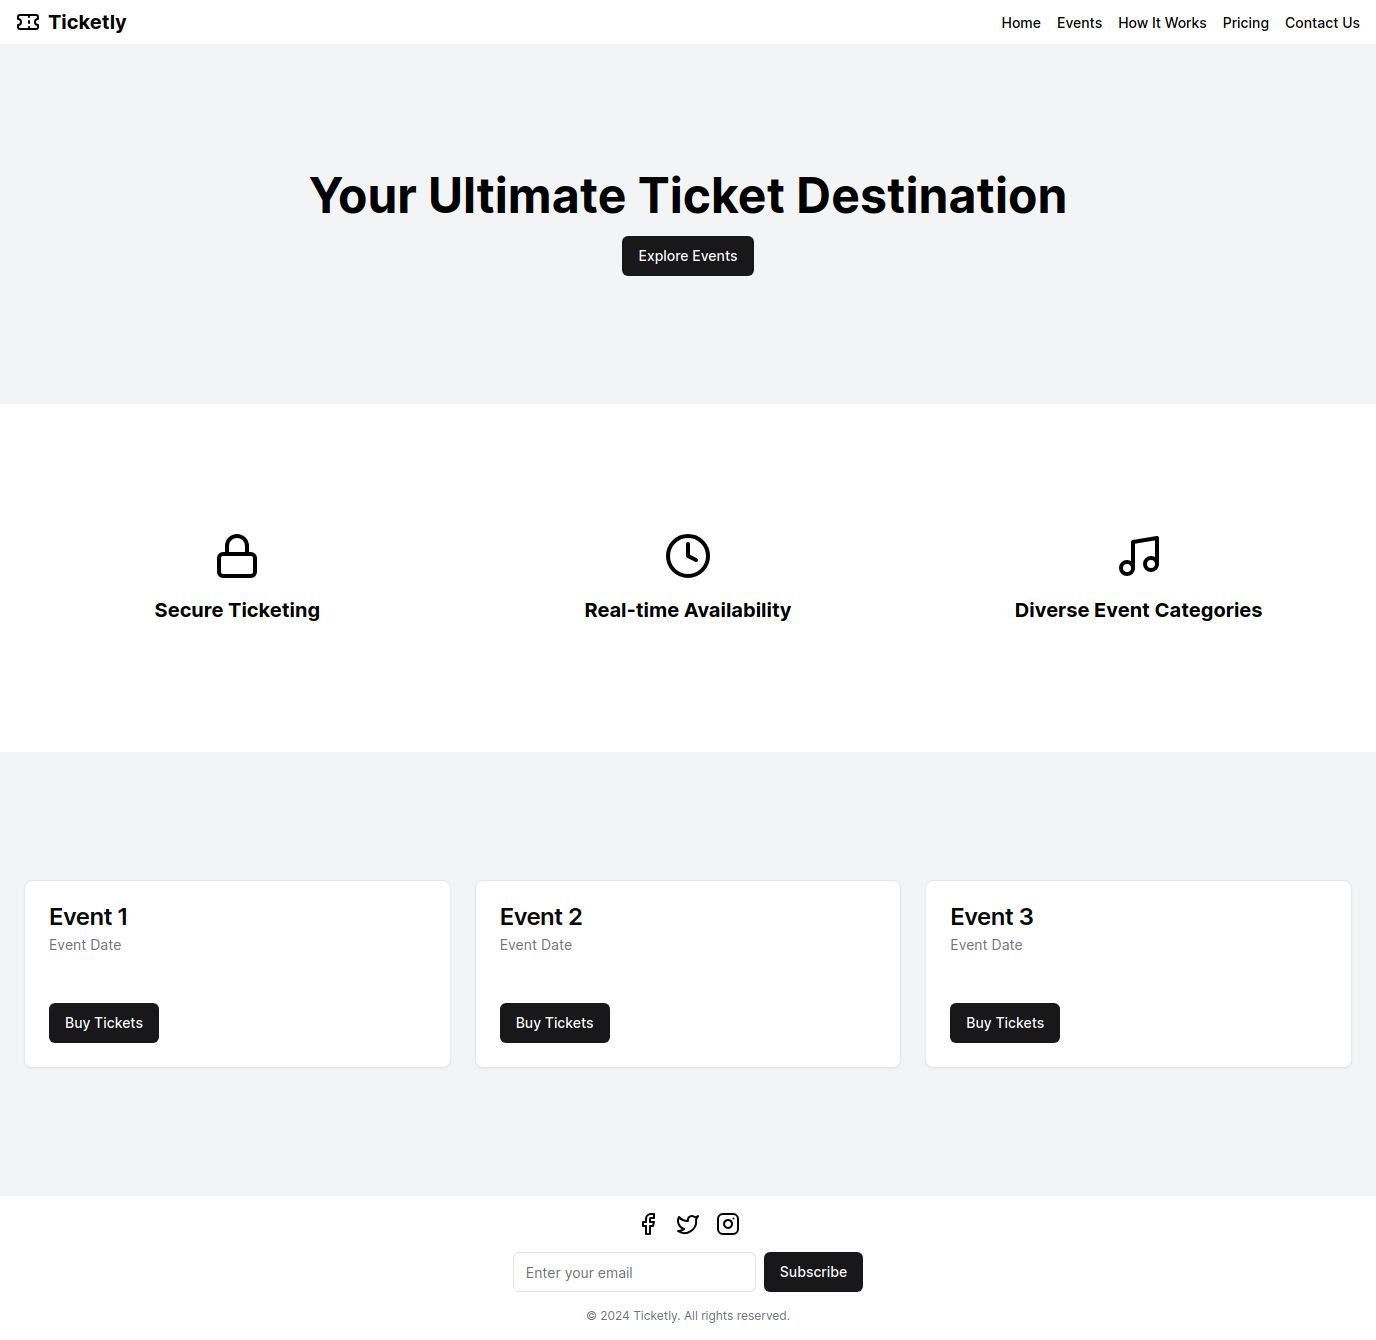 Ticketly
Home Events How It Works Pricing Contact Us
Your Ultimate Ticket Destination
Explore Events
Secure Ticketing
Real-time Availability
Diverse Event Categories
Event 1
Event Date
Buy Tickets
Event 2
Event Date
Buy Tickets
Event 3
Event Date
Buy Tickets
Enter your email
Subscribe
© 2024 Ticketly. All rights reserved.